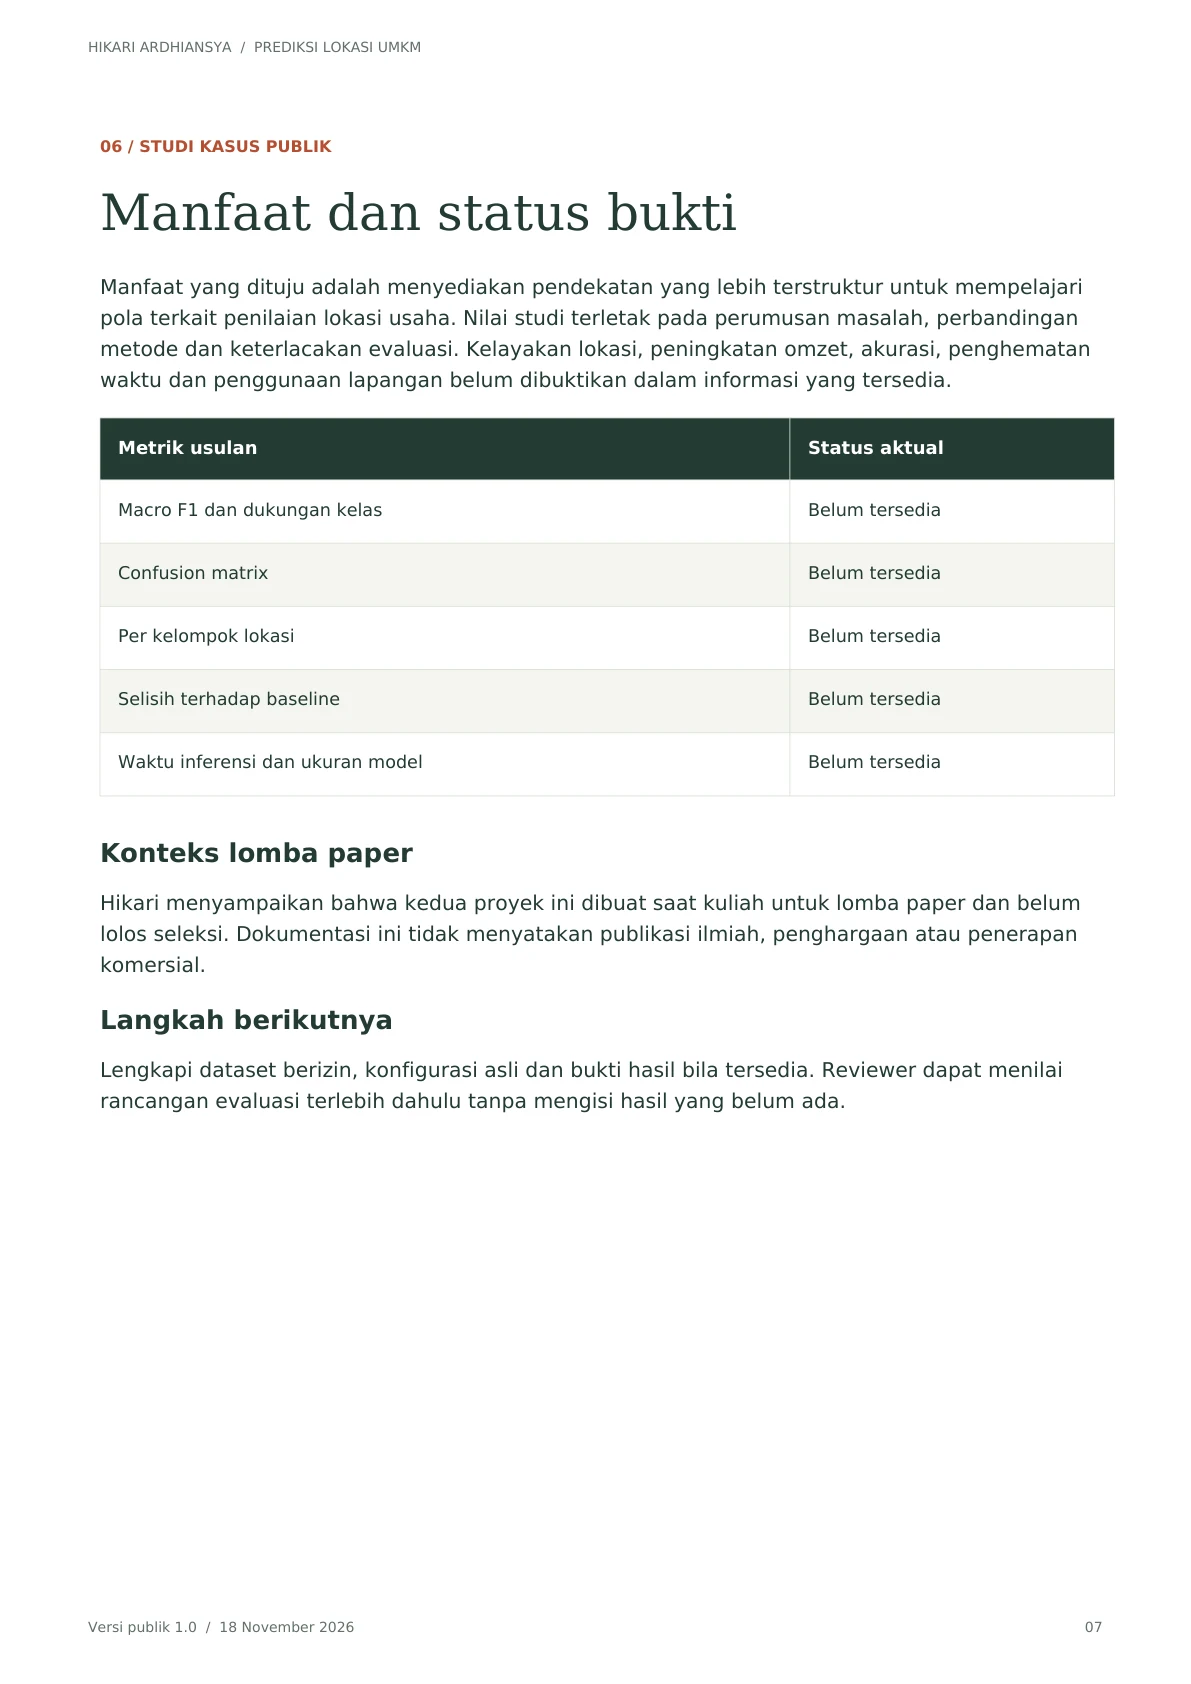 HIKARI ARDHIANSYA / PREDIKSI LOKASI UMKM
06 / STUDI KASUS PUBLIK
Manfaat dan status bukti
Manfaat yang dituju adalah menyediakan pendekatan yang lebih terstruktur untuk mempelajari
pola terkait penilaian lokasi usaha. Nilai studi terletak pada perumusan masalah, perbandingan
metode dan keterlacakan evaluasi. Kelayakan lokasi, peningkatan omzet, akurasi, penghematan
waktu dan penggunaan lapangan belum dibuktikan dalam informasi yang tersedia.
Metrik usulan Status aktual
Macro F1 dan dukungan kelas Belum tersedia
Confusion matrix Belum tersedia
Per kelompok lokasi Belum tersedia
Selisih terhadap baseline Belum tersedia
Waktu inferensi dan ukuran model Belum tersedia
Konteks lomba paper
Hikari menyampaikan bahwa kedua proyek ini dibuat saat kuliah untuk lomba paper dan belum
lolos seleksi. Dokumentasi ini tidak menyatakan publikasi ilmiah, penghargaan atau penerapan
komersial.
Langkah berikutnya
Lengkapi dataset berizin, konfigurasi asli dan bukti hasil bila tersedia. Reviewer dapat menilai
rancangan evaluasi terlebih dahulu tanpa mengisi hasil yang belum ada.
Versi publik 1.0 / 18 November 2026 07